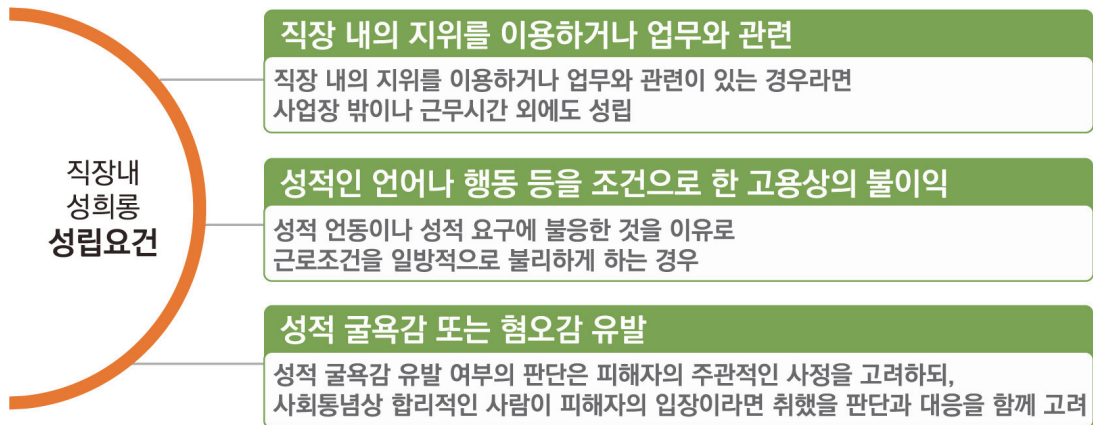 직장내
성희롱
성립요건
직장 내의 지위를 이용하거나 업무와 관련
직장 내의 지위를 이용하거나 업무와 관련이 있는 경우라면
사업장 밖이나 근무시간 외에도 성립
성적인 언어나 행동 등을 조건으로 한 고용상의 불이익
성적 언동이나 성적 요구에 불응한 것을 이유로
근로조건을 일방적으로 불리하게 하는 경우
성적 굴욕감 또는 혐오감 유발
성적 굴욕감 유발 여부의 판단은 피해자의 주관적인 사정을 고려하되,
사회통념상 합리적인 사람이 피해자의 입장이라면 취했을 판단과 대응을 함께 고려